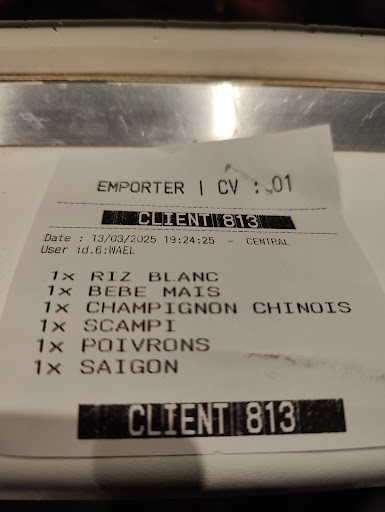 EMPORTER | CV : 01
CLIENT 813
Date : 13/03/2025 19:24:25 - CENTRAL
User id.6:WAEL
1x RIZ BLANC
1x BEBE MAIS
1x CHAMPIGNON CHINOIS
1x SCAMPI
1x POIVRONS
1x SAIGON
CLIENT 813